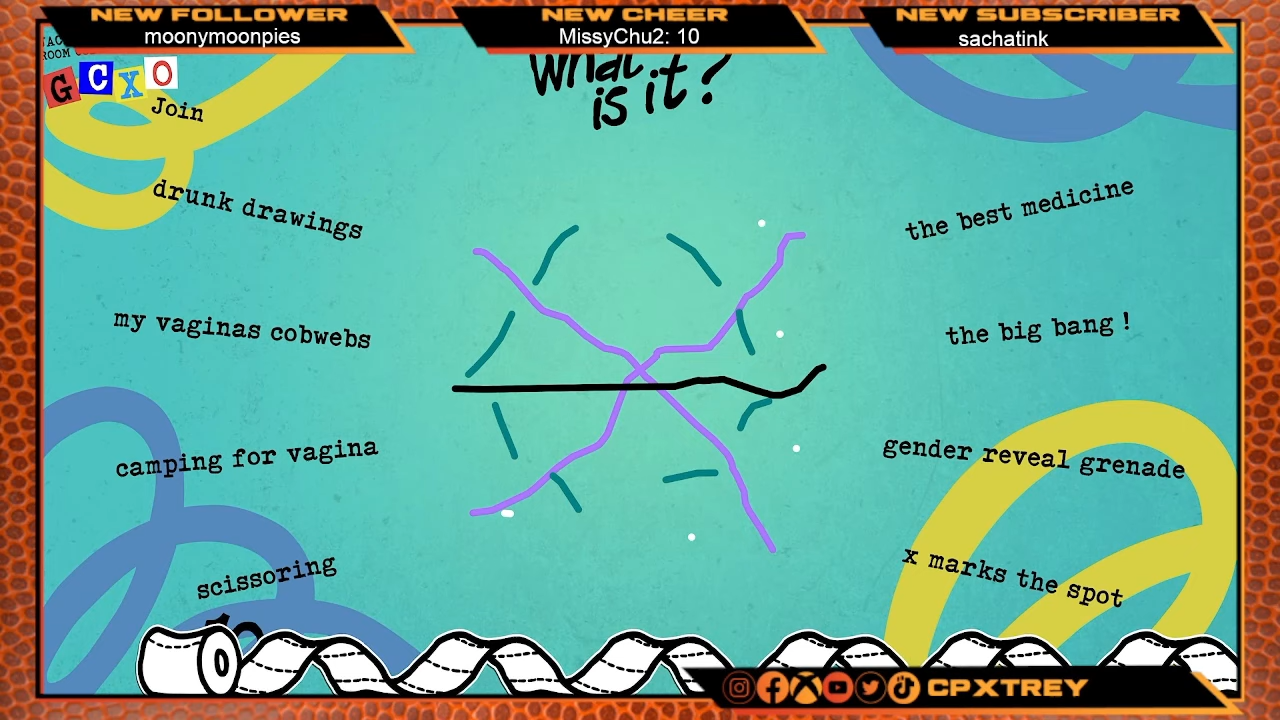 NEW FOLLOWER
moonymoonpies
NEW CHEER
MissyChu2: 10
NEW SUBSCRIBER
sachatink
GCXO
Join
What
is it?
drunk drawings
my vaginas cobwebs
camping for vagina
scissoring
the best medicine
the big bang !
gender reveal grenade
x marks the spot
CPXTREY